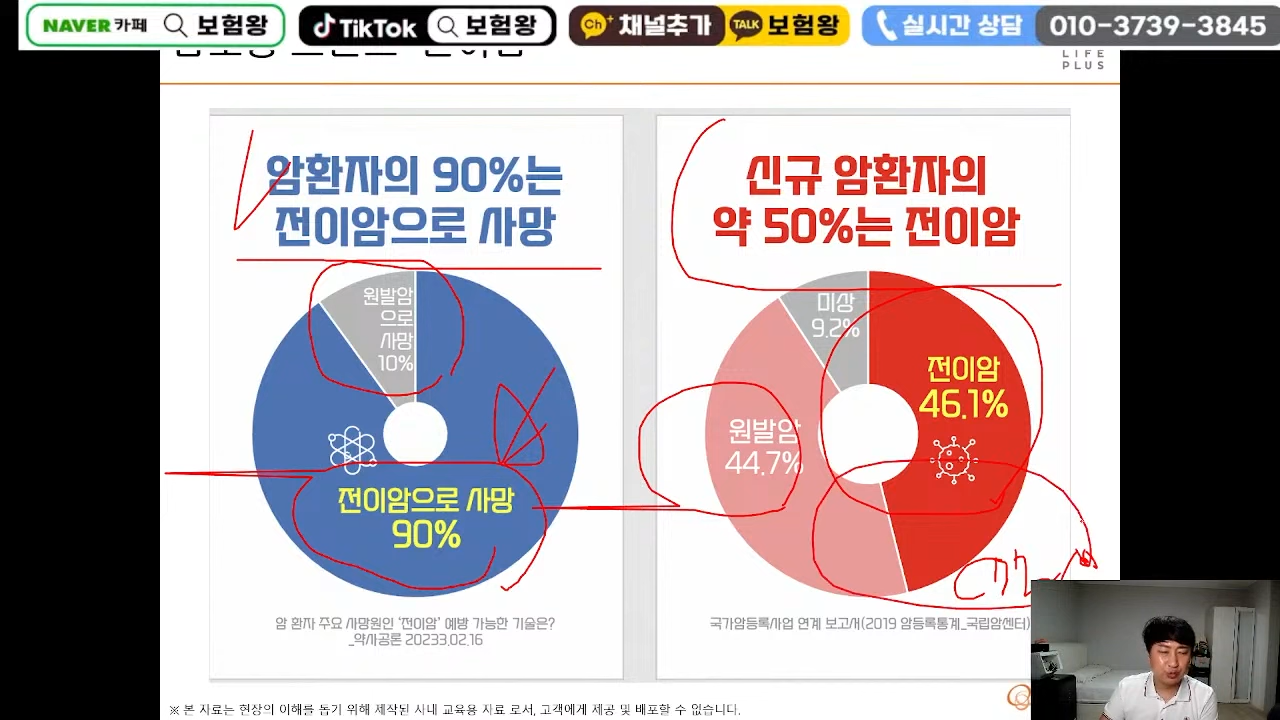 NAVER 카페 보험왕
TikTok 보험왕
Ch+ 채널추가 TALK 보험왕
실시간 상담 010-3739-3845
LIFE
PLUS
암환자의 90%는
전이암으로 사망
원발암
으로
사망
10%
전이암으로 사망
90%
암 환자 주요 사망원인 '전이암' 예방 가능한 기술은?
_약사공론 20233.02.16
신규 암환자의
약 50%는 전이암
미상
9.2%
전이암
46.1%
원발암
44.7%
국가암등록사업 연계 보고서(2019 암등록통계_국립암센터)
※ 본 자료는 현장의 이해를 돕기 위해 제작된 사내 교육용 자료 로서, 고객에게 제공 및 배포할 수 없습니다.